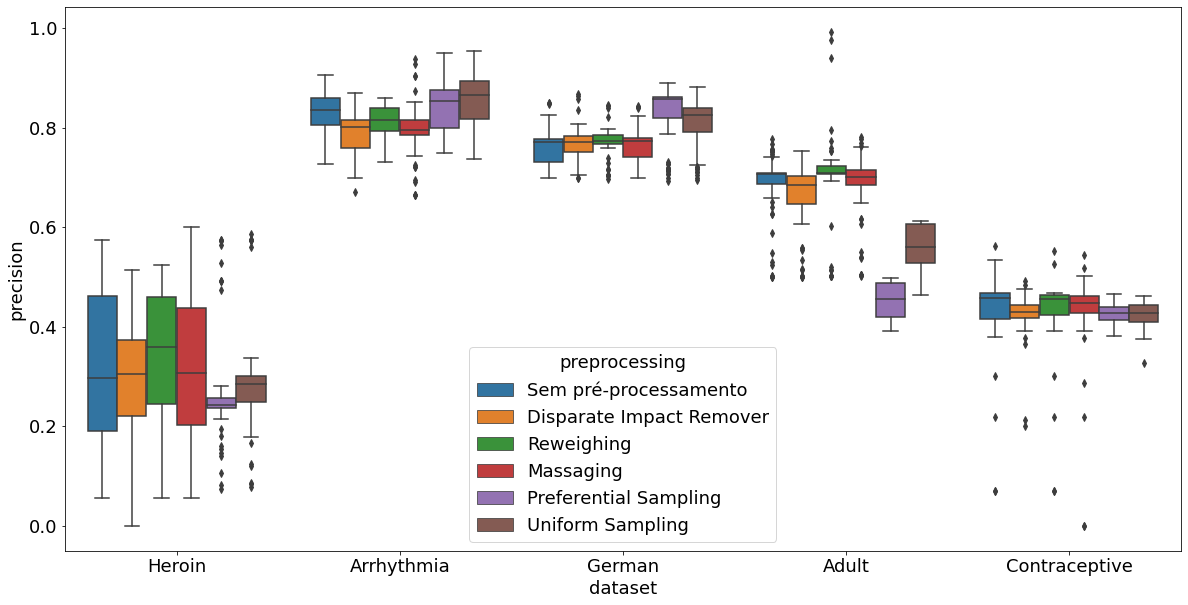 1.0
0.8
0.6
0.4
0.2
0.0
precision
preprocessing
Sem pré-processamento
Disparate Impact Remover
Reweighing
Massaging
Preferential Sampling
Uniform Sampling
Heroin Arrhythmia German Adult Contraceptive
dataset